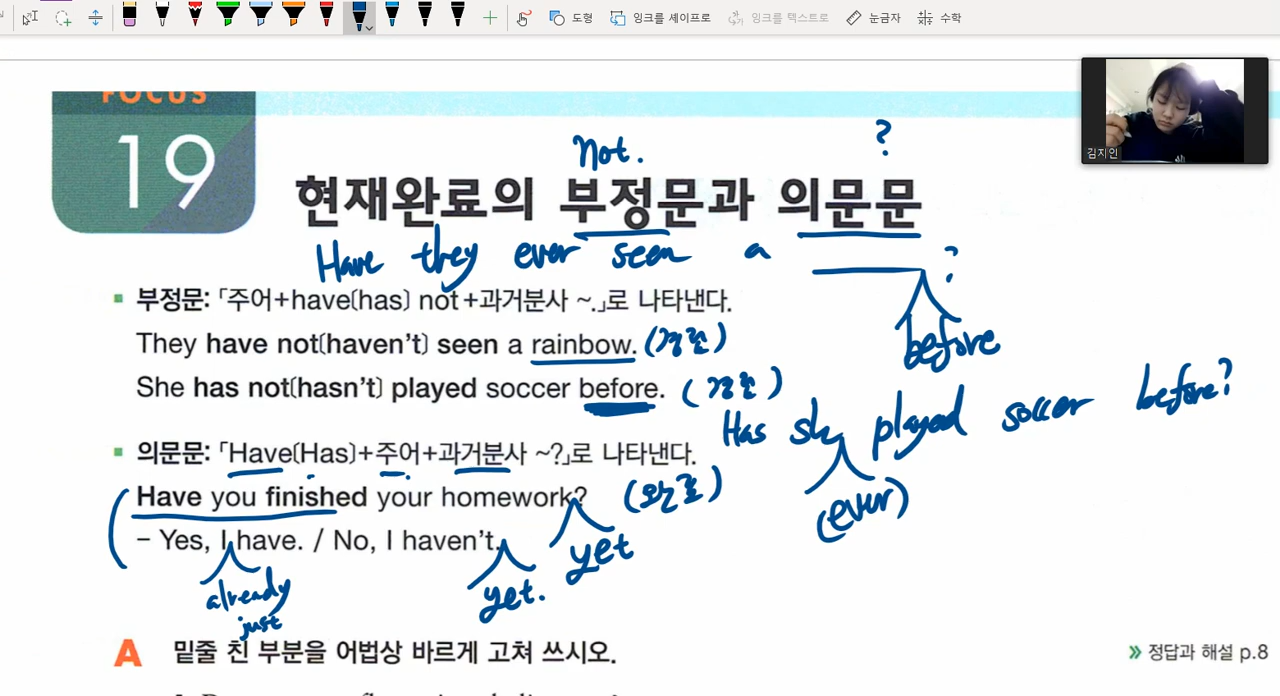 도형 잉크를 셰이프로 잉크를 텍스트로 눈금자 수학
FOCUS
19
김지인
Not. ?
현재완료의 부정문과 의문문
Have they ever seen a ?
before
부정문: 「주어+have(has) not+과거분사 ~.」로 나타낸다.
They have not(haven't) seen a rainbow. (경험)
She has not(hasn't) played soccer before. (경험)
Has she played soccer before?
(ever)
의문문: 「Have(Has)+주어+과거분사 ~?」로 나타낸다.
Have you finished your homework? (완료)
yet
– Yes, I have. / No, I haven't.
already
just
yet.
A 밑줄 친 부분을 어법상 바르게 고쳐 쓰시오.
정답과 해설 p.8